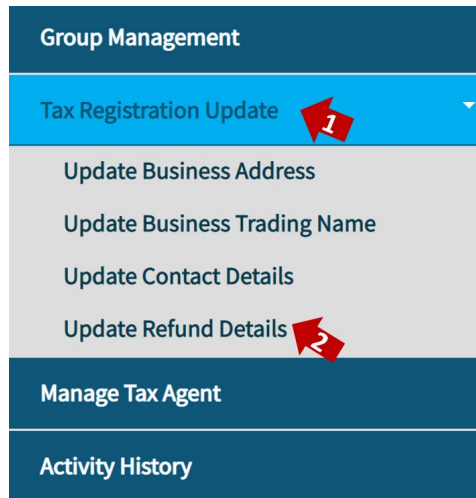 Group Management
Tax Registration Update
1
Update Business Address
Update Business Trading Name
Update Contact Details
Update Refund Details
2
Manage Tax Agent
Activity History